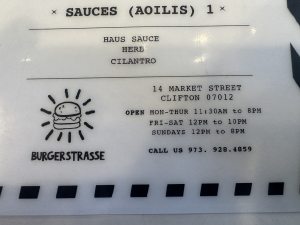 × SAUCES (AOILIS) 1 ×
HAUS SAUCE
HERB
CILANTRO
14 MARKET STREET
CLIFTON 07012
OPEN MON-THUR 11:30AM to 8PM
FRI-SAT 12PM to 10PM
SUNDAYS 12PM to 8PM
CALL US 973. 928.4859
BURGERSTRASSE